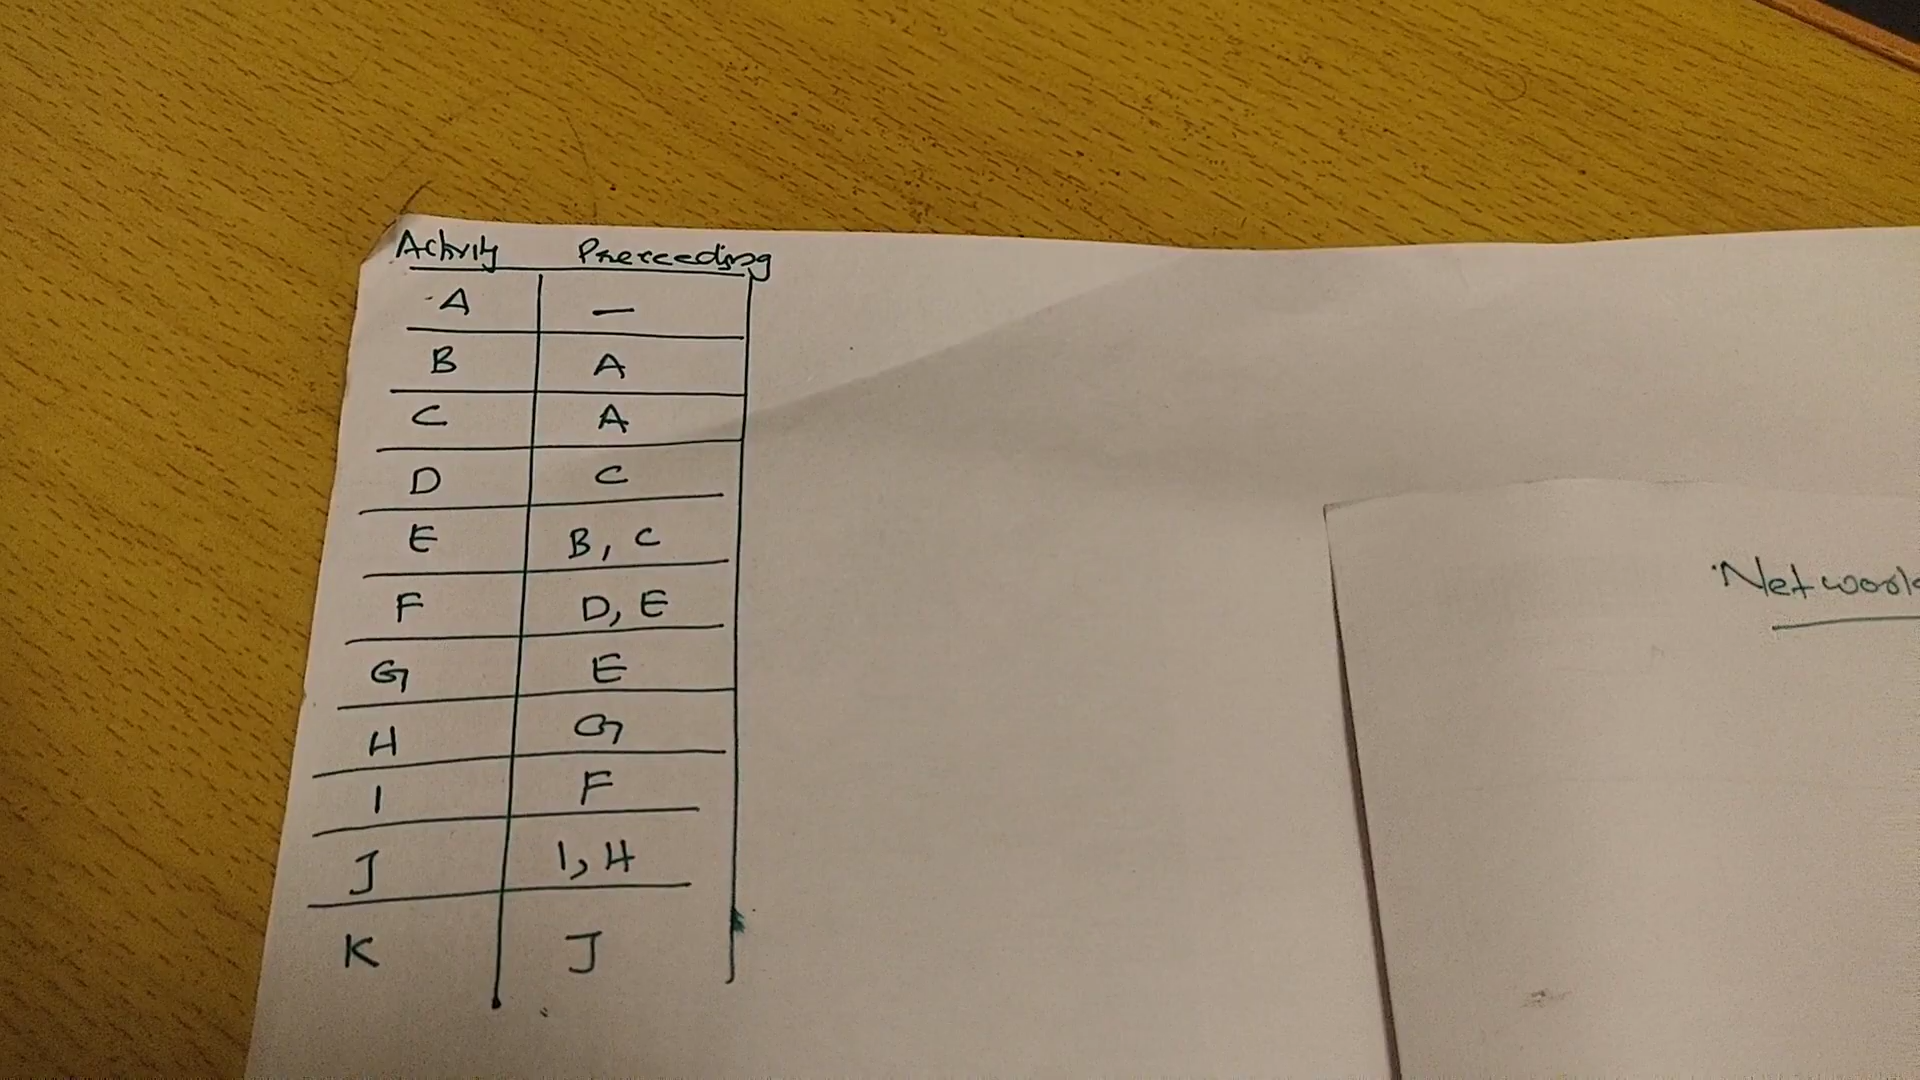 Activity Preceeding
A —
B A
C A
D C
E B, C
F D, E
G E
H G
I F
J I, H
K J
Network